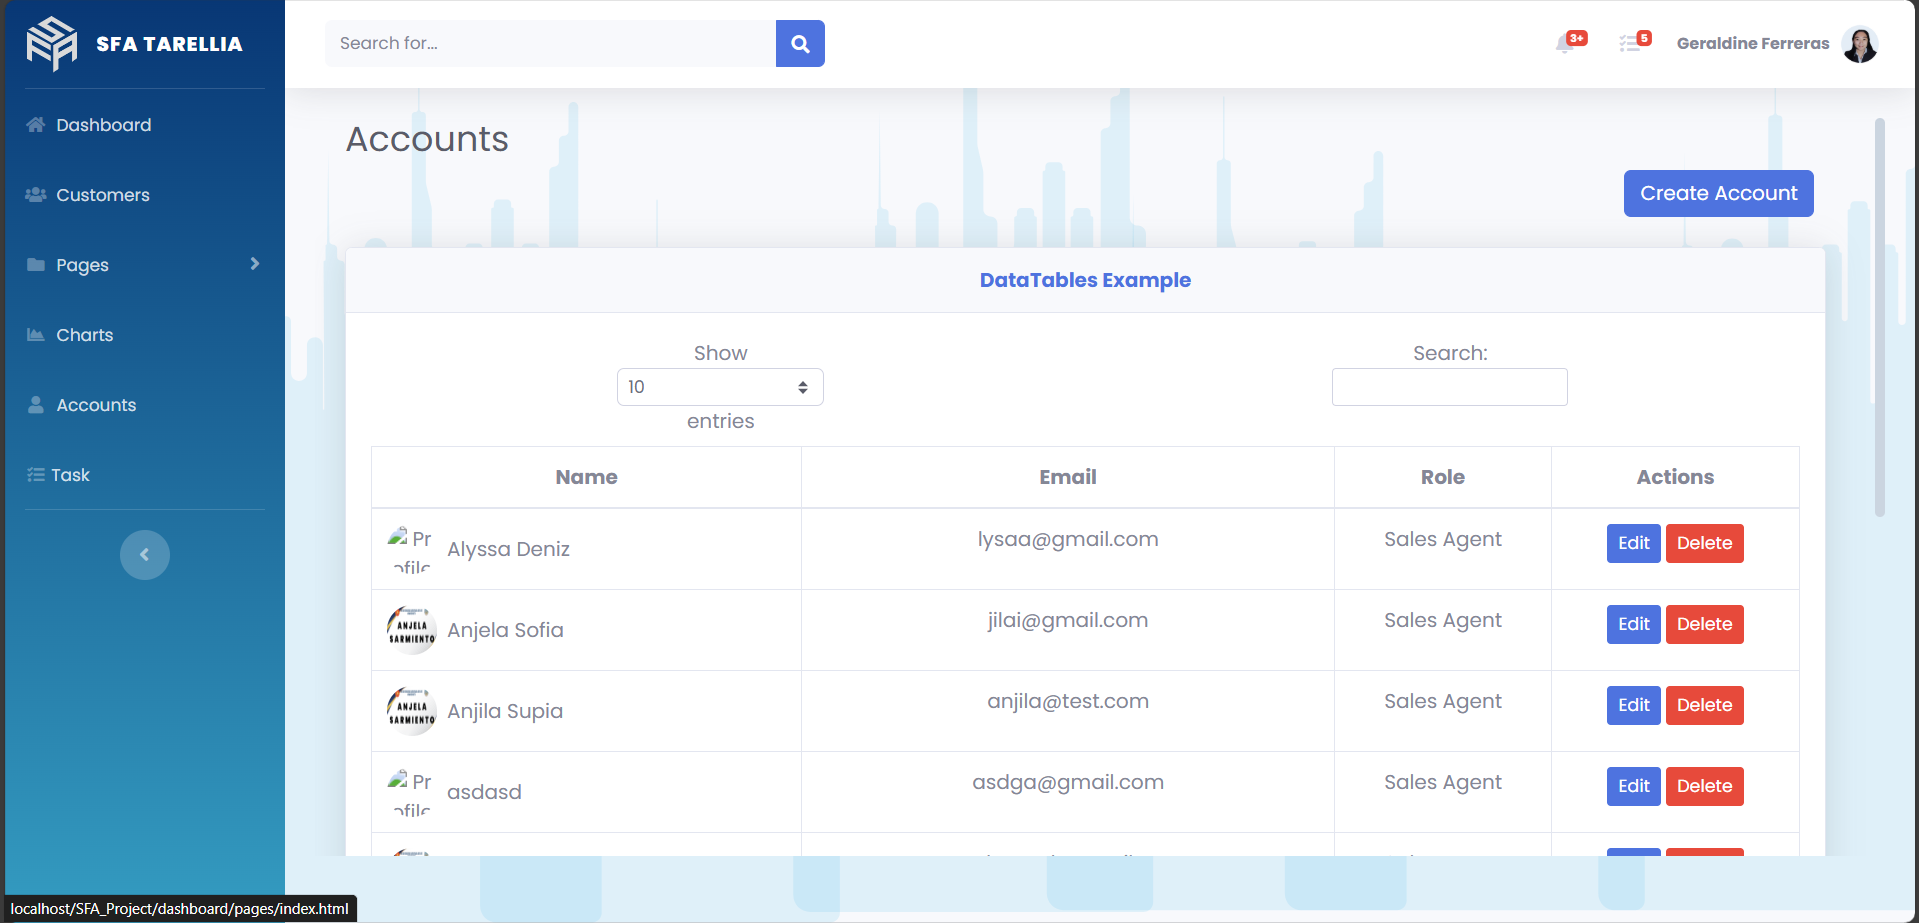 SFA TARELLIA
Search for...
3+
5
Geraldine Ferreras
Dashboard
Customers
Pages
Charts
Accounts
Task
Accounts
Create Account
DataTables Example
Show
10
entries
Search:
Name Email Role Actions
Pr
Alyssa Deniz lysaa@gmail.com Sales Agent Edit Delete
ANJELA
SARMIENTO
Anjela Sofia jilai@gmail.com Sales Agent Edit Delete
ANJELA
SARMIENTO
Anjila Supia anjila@test.com Sales Agent Edit Delete
Pr
asdasd asdga@gmail.com Sales Agent Edit Delete
localhost/SFA_Project/dashboard/pages/index.html